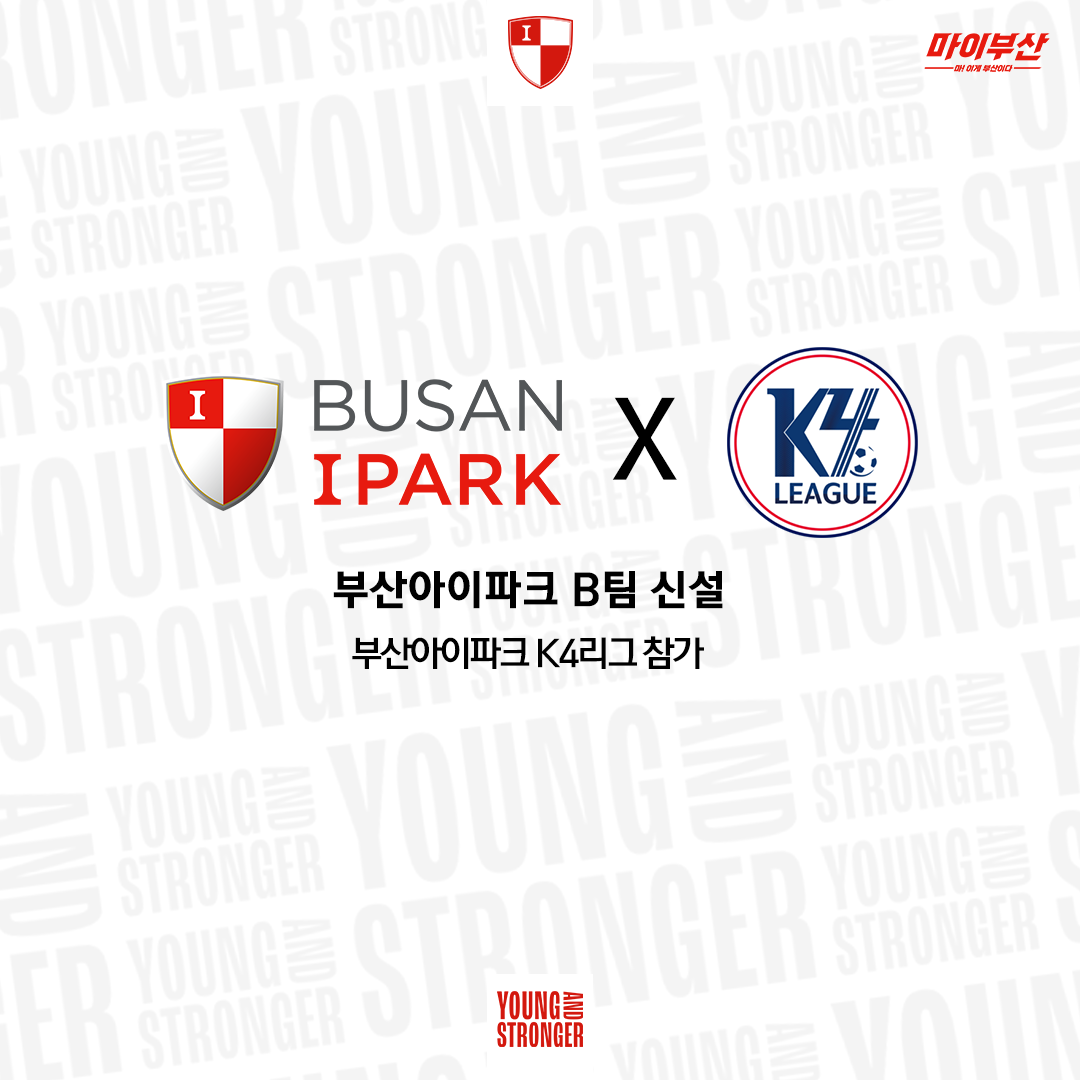 I
마이부산
마! 이게 부산이다
I
BUSAN
I PARK
X
K4
LEAGUE
부산아이파크 B팀 신설
부산아이파크 K4리그 참가
YOUNG AND
STRONGER